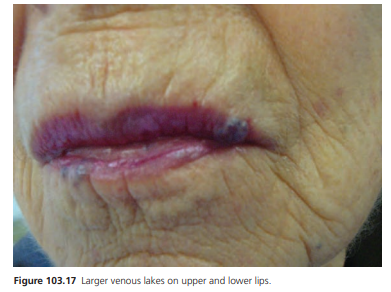 Figure 103.17 Larger venous lakes on upper and lower lips.